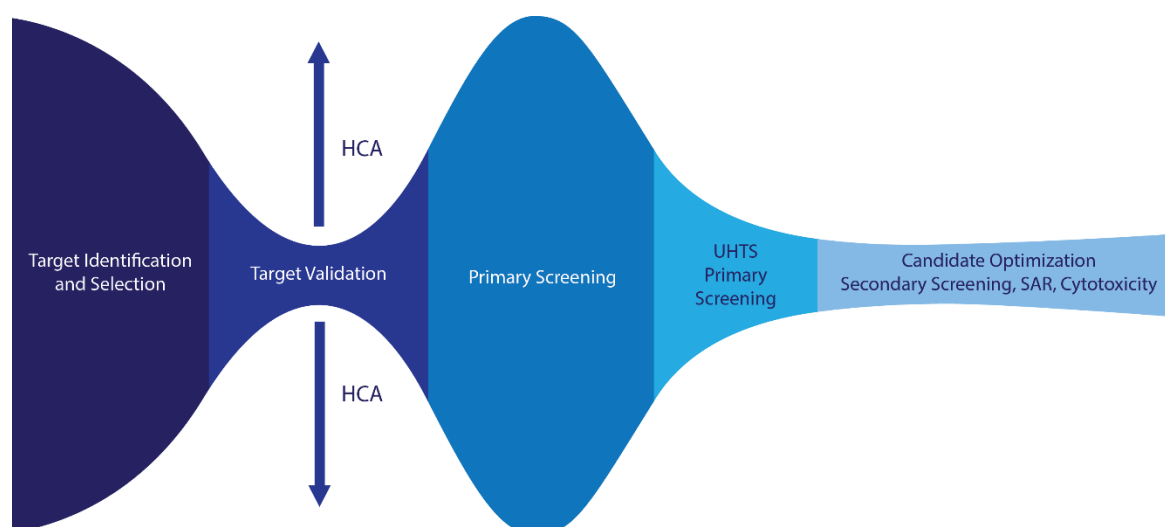 HCA
Target Identification
and Selection
Target Validation
Primary Screening
UHTS
Primary
Screening
Candidate Optimization
Secondary Screening, SAR, Cytotoxicity
HCA